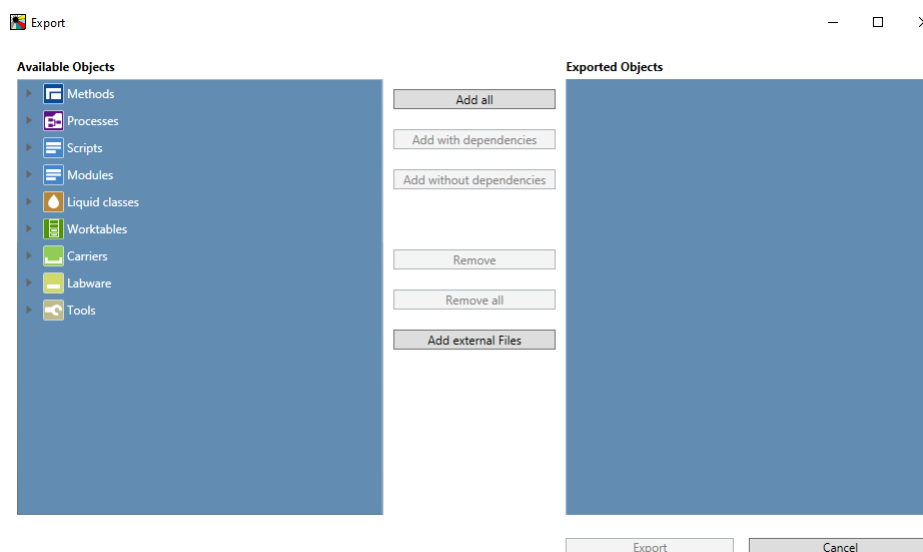 Export
Available Objects
Methods
Processes
Scripts
Modules
Liquid classes
Worktables
Carriers
Labware
Tools
Add all
Add with dependencies
Add without dependencies
Remove
Remove all
Add external Files
Exported Objects
Export
Cancel